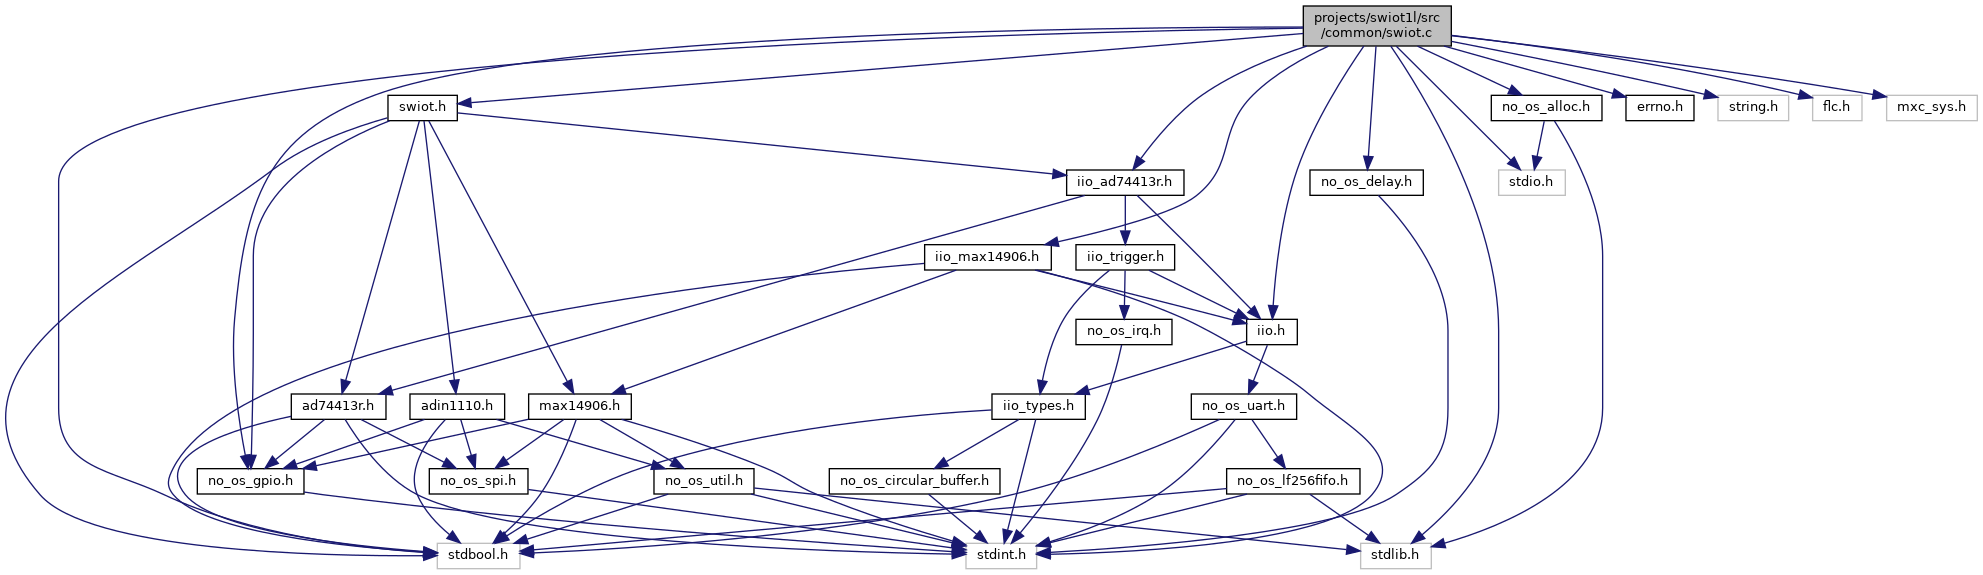 projects/swiot1l/src
/common/swiot.c
swiot.h
no_os_alloc.h
errno.h
string.h
flc.h
mxc_sys.h
iio_ad74413r.h
no_os_delay.h
stdio.h
iio_max14906.h
iio_trigger.h
no_os_irq.h
iio.h
ad74413r.h
adin1110.h
max14906.h
iio_types.h
no_os_uart.h
no_os_gpio.h
no_os_spi.h
no_os_util.h
no_os_circular_buffer.h
no_os_lf256fifo.h
stdbool.h
stdint.h
stdlib.h